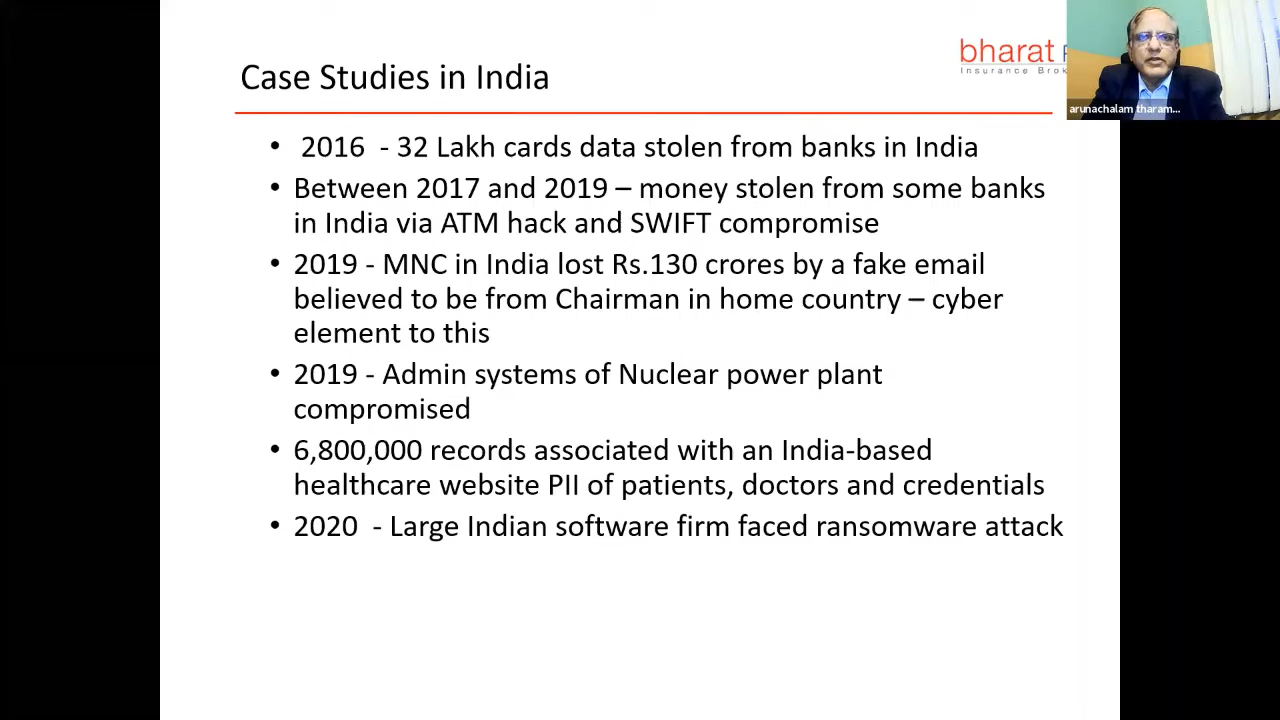 Case Studies in India
bharat
Insurance Brok
arunachalam tharam...
• 2016 - 32 Lakh cards data stolen from banks in India
• Between 2017 and 2019 – money stolen from some banks
in India via ATM hack and SWIFT compromise
• 2019 - MNC in India lost Rs.130 crores by a fake email
believed to be from Chairman in home country – cyber
element to this
• 2019 - Admin systems of Nuclear power plant
compromised
• 6,800,000 records associated with an India-based
healthcare website PII of patients, doctors and credentials
• 2020 - Large Indian software firm faced ransomware attack